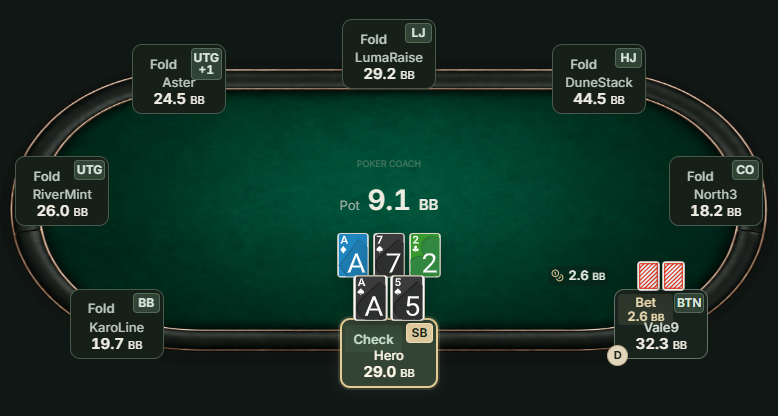 Fold LJ
LumaRaise
29.2 BB
Fold UTG +1
Aster
24.5 BB
Fold HJ
DuneStack
44.5 BB
POKER COACH
Fold UTG
RiverMint
26.0 BB
Fold CO
North3
18.2 BB
Pot 9.1 BB
A A
7 7
2 2
A A
5 5
2.6 BB
Fold BB
KaroLine
19.7 BB
Bet BTN
2.6 BB
Vale9
32.3 BB
D
Check SB
Hero
29.0 BB